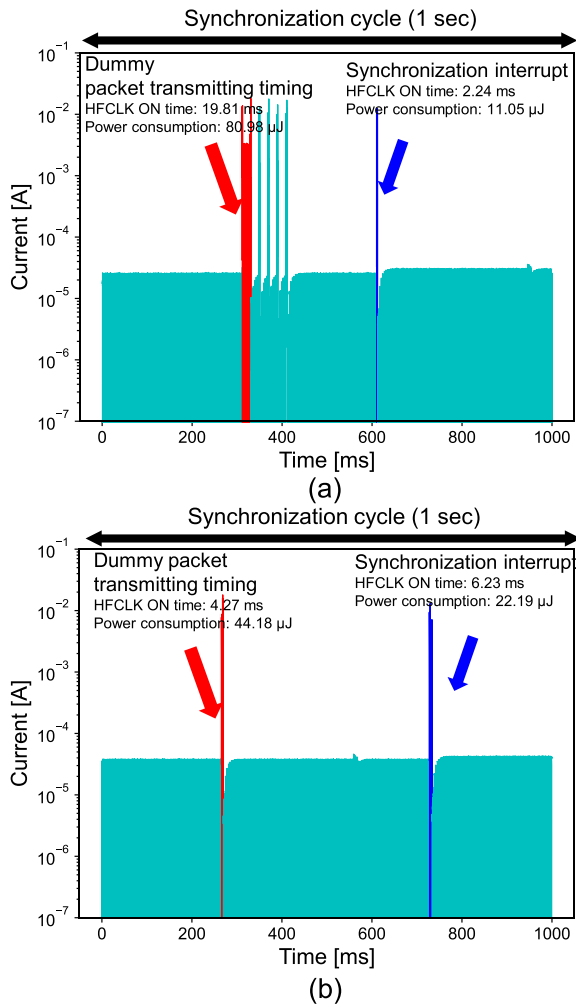 Synchronization cycle (1 sec)
Dummy
packet transmitting timing
HFCLK ON time: 19.81 ms
Power consumption: 80.98 µJ
Synchronization interrupt
HFCLK ON time: 2.24 ms
Power consumption: 11.05 µJ
Current [A]
10⁻¹
10⁻²
10⁻³
10⁻⁴
10⁻⁵
10⁻⁶
10⁻⁷
0 200 400 600 800 1000
Time [ms]
(a)
Synchronization cycle (1 sec)
Dummy packet
transmitting timing
HFCLK ON time: 4.27 ms
Power consumption: 44.18 µJ
Synchronization interrupt
HFCLK ON time: 6.23 ms
Power consumption: 22.19 µJ
Current [A]
10⁻¹
10⁻²
10⁻³
10⁻⁴
10⁻⁵
10⁻⁶
10⁻⁷
0 200 400 600 800 1000
Time [ms]
(b)